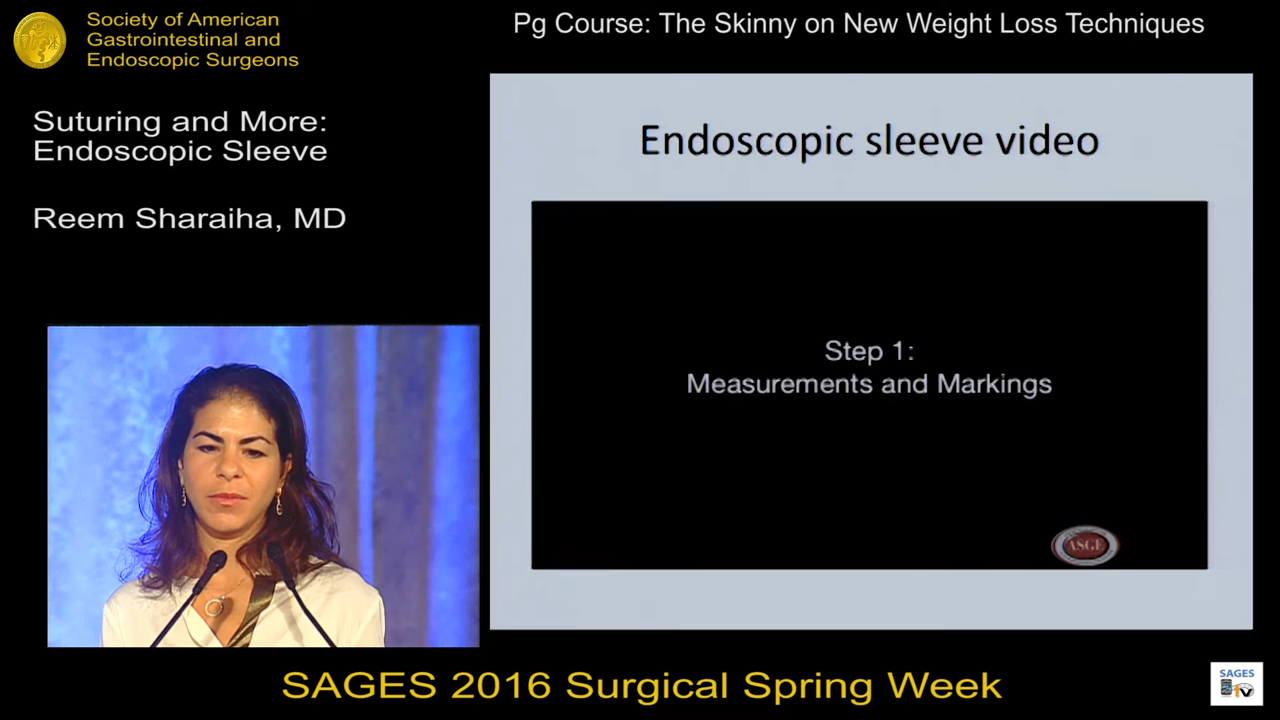 Society of American
Gastrointestinal and
Endoscopic Surgeons
Pg Course: The Skinny on New Weight Loss Techniques
Suturing and More:
Endoscopic Sleeve
Reem Sharaiha, MD
Endoscopic sleeve video
Step 1:
Measurements and Markings
ASGE
SAGES 2016 Surgical Spring Week
SAGES
TV